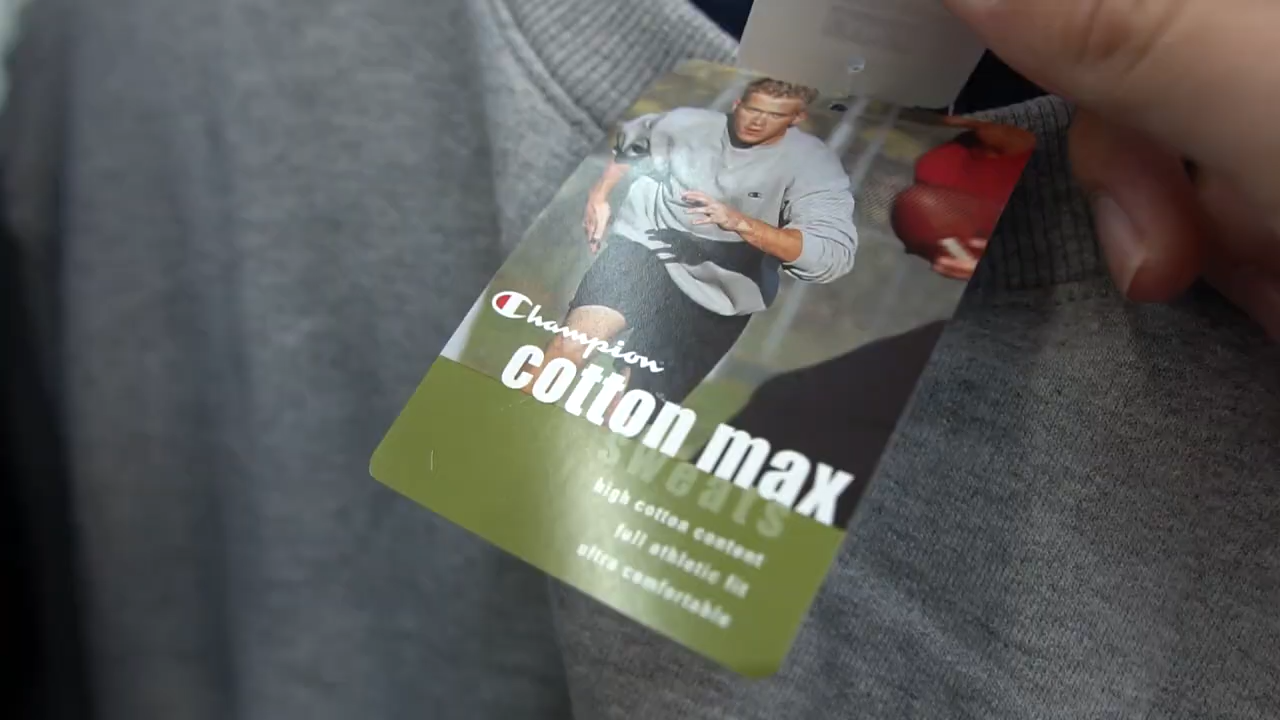 Champion
cotton max
sweats
high cotton content
full athletic fit
ultra comfortable